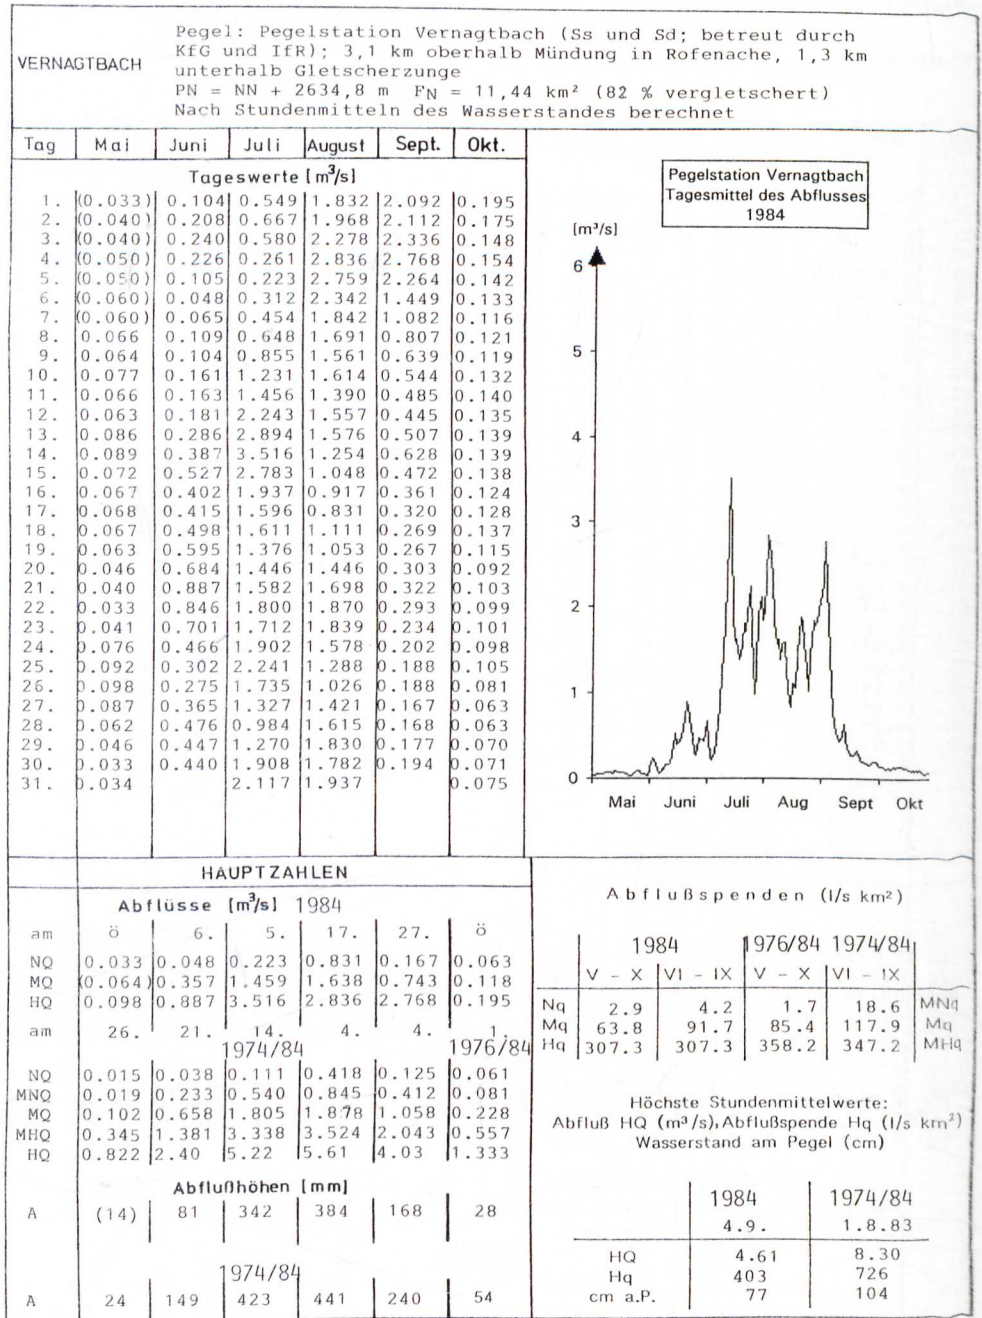 VERNAGTBACH
Pegel: Pegelstation Vernagtbach (Ss und Sd; betreut durch
KfG und IfR); 3,1 km oberhalb Mündung in Rofenache, 1,3 km
unterhalb Gletscherzunge
PN = NN + 2634,8 m FN = 11,44 km² (82 % vergletschert)
Nach Stundenmitteln des Wasserstandes berechnet
Tag Mai Juni Juli August Sept. Okt.
Tageswerte [m³/s]
1. (0.033) 0.104 0.549 1.832 2.092 0.195
2. (0.040) 0.208 0.667 1.968 2.112 0.175
3. (0.040) 0.240 0.580 2.278 2.336 0.148
4. (0.050) 0.226 0.261 2.836 2.768 0.154
5. (0.050) 0.105 0.223 2.759 2.264 0.142
6. (0.060) 0.048 0.312 2.342 1.449 0.133
7. (0.060) 0.065 0.454 1.842 1.082 0.116
8. 0.066 0.109 0.648 1.691 0.807 0.121
9. 0.064 0.104 0.855 1.561 0.639 0.119
10. 0.077 0.161 1.231 1.614 0.544 0.132
11. 0.066 0.163 1.456 1.390 0.485 0.140
12. 0.063 0.181 2.243 1.557 0.445 0.135
13. 0.086 0.286 2.894 1.576 0.507 0.139
14. 0.089 0.387 3.516 1.254 0.628 0.139
15. 0.072 0.527 2.783 1.048 0.472 0.138
16. 0.067 0.402 1.937 0.917 0.361 0.124
17. 0.068 0.415 1.596 0.831 0.320 0.128
18. 0.067 0.498 1.611 1.111 0.269 0.137
19. 0.063 0.595 1.376 1.053 0.267 0.115
20. 0.046 0.684 1.446 1.446 0.303 0.092
21. 0.040 0.887 1.582 1.698 0.322 0.103
22. 0.033 0.846 1.800 1.870 0.293 0.099
23. 0.041 0.701 1.712 1.839 0.234 0.101
24. 0.076 0.466 1.902 1.578 0.202 0.098
25. 0.092 0.302 2.241 1.288 0.188 0.105
26. 0.098 0.275 1.735 1.026 0.188 0.081
27. 0.087 0.365 1.327 1.421 0.167 0.063
28. 0.062 0.476 0.984 1.615 0.168 0.063
29. 0.046 0.447 1.270 1.830 0.177 0.070
30. 0.033 0.440 1.908 1.782 0.194 0.071
31. 0.034 2.117 1.937 0.075
Pegelstation Vernagtbach
Tagesmittel des Abflusses
1984
[m³/s]
6
5
4
3
2
1
0
Mai Juni Juli Aug Sept Okt
HAUPTZAHLEN
Abflüsse [m³/s] 1984
am ö 6. 5. 17. 27. ö
NQ 0.033 0.048 0.223 0.831 0.167 0.063
MQ (0.064) 0.357 1.459 1.638 0.743 0.118
HQ 0.098 0.887 3.516 2.836 2.768 0.195
am 26. 21. 14. 4. 4. 1.
1974/84 1976/84
NQ 0.015 0.038 0.111 0.418 0.125 0.061
MNQ 0.019 0.233 0.540 0.845 0.412 0.081
MQ 0.102 0.658 1.805 1.878 1.058 0.228
MHQ 0.345 1.381 3.338 3.524 2.043 0.557
HQ 0.822 2.40 5.22 5.61 4.03 1.333
Abflußhöhen [mm]
A (14) 81 342 384 168 28
1974/84
A 24 149 423 441 240 54
Abflußspenden (l/s km²)
1984 1976/84 1974/84
V - X VI - IX V - X VI - IX
Nq 2.9 4.2 1.7 18.6 MNq
Mq 63.8 91.7 85.4 117.9 Mq
Hq 307.3 307.3 358.2 347.2 MHq
Höchste Stundenmittelwerte:
Abfluß HQ (m³/s), Abflußspende Hq (l/s km²)
Wasserstand am Pegel (cm)
1984 1974/84
4.9. 1.8.83
HQ 4.61 8.30
Hq 403 726
cm a.P. 77 104